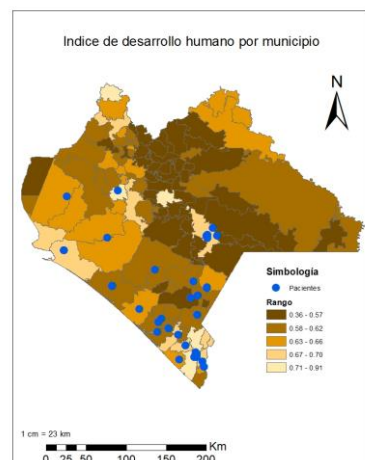 Indice de desarrollo humano por municipio
N
Simbología
Pacientes
Rango
0.36 - 0.57
0.58 - 0.62
0.63 - 0.66
0.67 - 0.70
0.71 - 0.91
1 cm = 23 km
Km
0 25 50 100 150 200